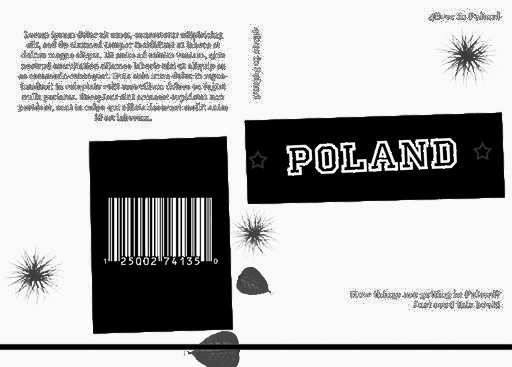 Lorem ipsum dolor sit amet, consectetur adipisicing
elit, sed do eiusmod tempor incididunt ut labore et
dolore magna aliqua. Ut enim ad minim veniam, quis
nostrud exercitation ullamco laboris nisi ut aliquip ex
ea commodo consequat. Duis aute irure dolor in repre-
henderit in voluptate velit esse cillum dolore eu fugiat
nulla pariatur. Excepteur sint occaecat cupidatat non
proident, sunt in culpa qui officia deserunt mollit anim
id est laborum.
1 25002 74135 0
Poland
Poland
POLAND
How things are getting in Poland?
Just read this book!